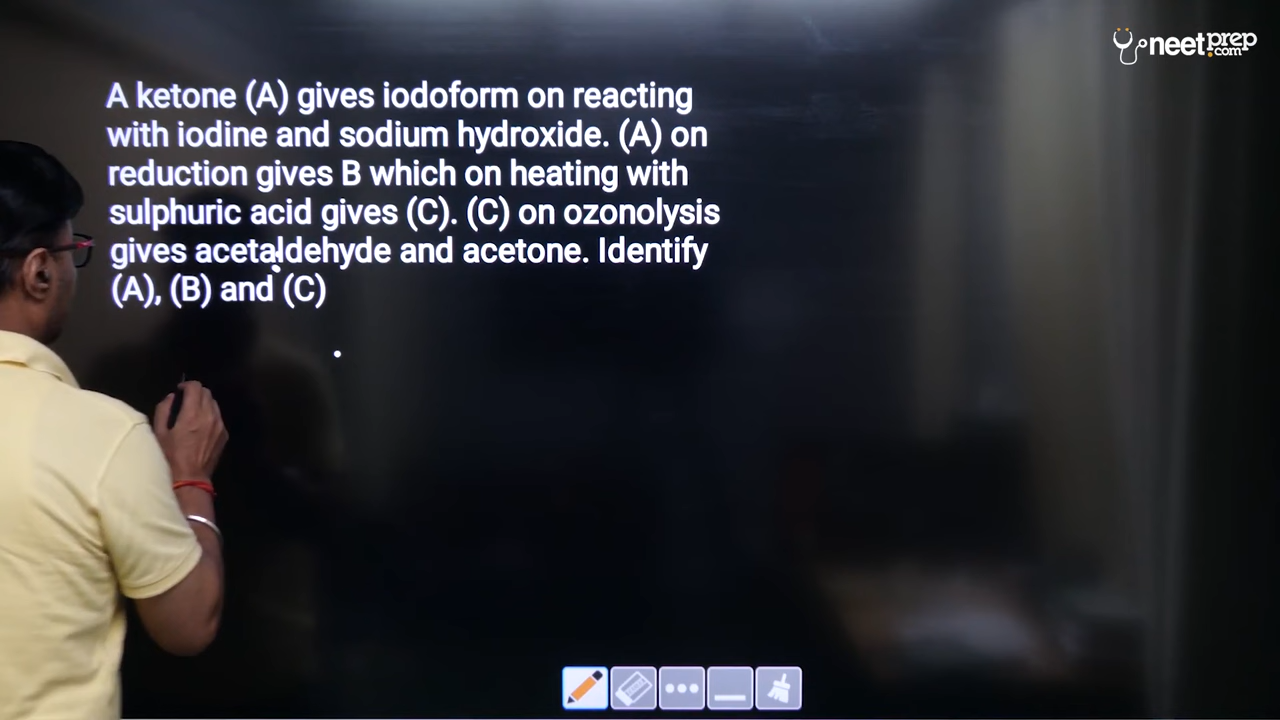 neetprep
.com
A ketone (A) gives iodoform on reacting
with iodine and sodium hydroxide. (A) on
reduction gives B which on heating with
sulphuric acid gives (C). (C) on ozonolysis
gives acetaldehyde and acetone. Identify
(A), (B) and (C)